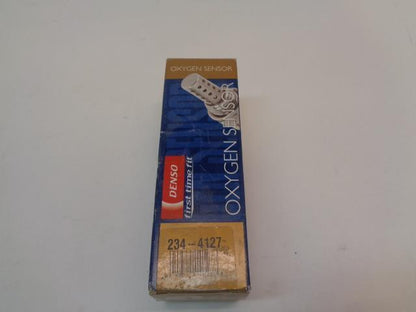 OXYGEN SENSOR
OXYGEN SENSOR
DENSO
first time fit
234-4127